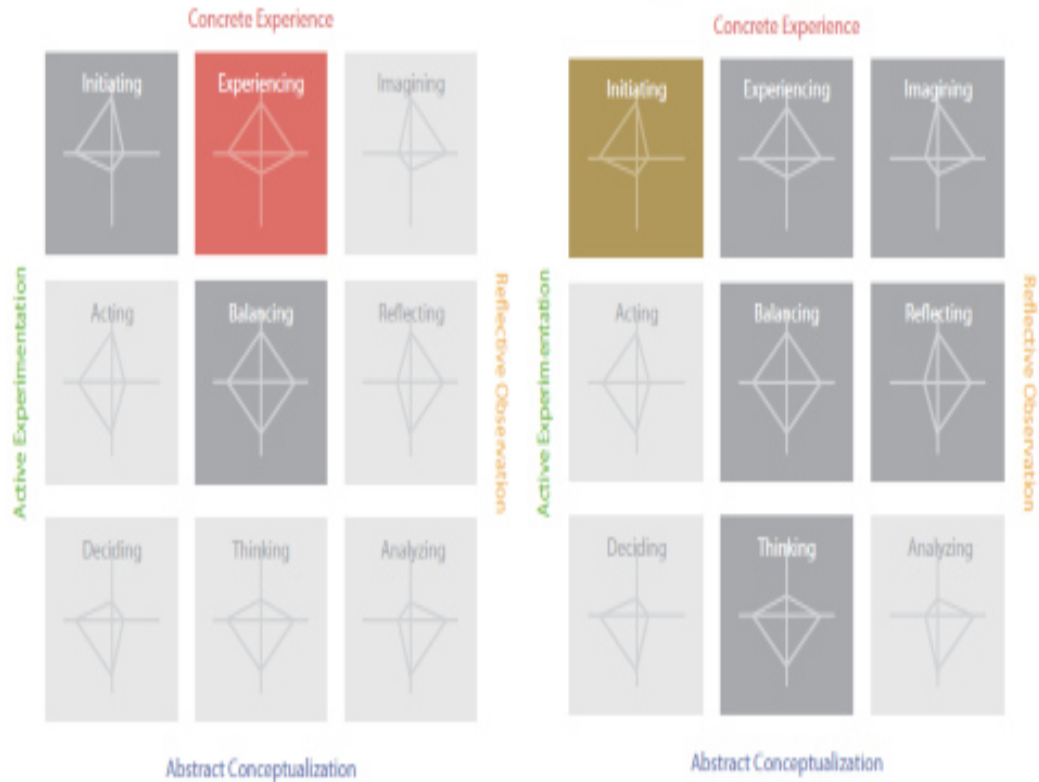 Concrete Experience
Initiating
Experiencing
Imagining
Active Experimentation
Acting
Balancing
Reflecting
Reflective Observation
Deciding
Thinking
Analyzing
Abstract Conceptualization
Concrete Experience
Initiating
Experiencing
Imagining
Active Experimentation
Acting
Balancing
Reflecting
Reflective Observation
Deciding
Thinking
Analyzing
Abstract Conceptualization